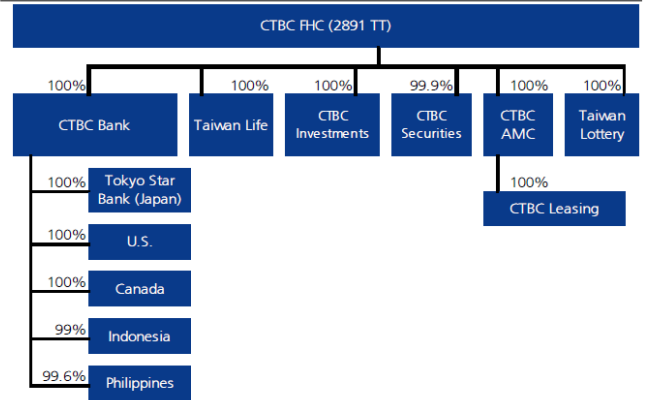 CTBC FHC (2891 TT)
100%
100%
100%
99.9%
100%
100%
CTBC Bank
Taiwan Life
CTBC
Investments
CTBC
Securities
CTBC
AMC
Taiwan
Lottery
100%
Tokyo Star
Bank (Japan)
100%
CTBC Leasing
100%
U.S.
100%
Canada
99%
Indonesia
99.6%
Philippines